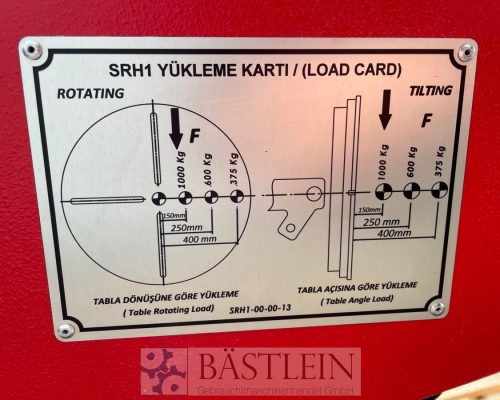 SRH1 YÜKLEME KARTI / (LOAD CARD)
ROTATING
TILTING
F
1000 Kg
600 Kg
375 Kg
150mm
250mm
400 mm
F
1000 Kg
600 Kg
375 Kg
150mm
250 mm
400mm
TABLA DÖNÜŞÜNE GÖRE YÜKLEME
( Table Rotating Load)
SRH1-00-00-13
TABLA AÇISINA GÖRE YÜKLEME
( Table Angle Load)
BÄSTLEIN
Gebrauchtmaschinenhandel GmbH